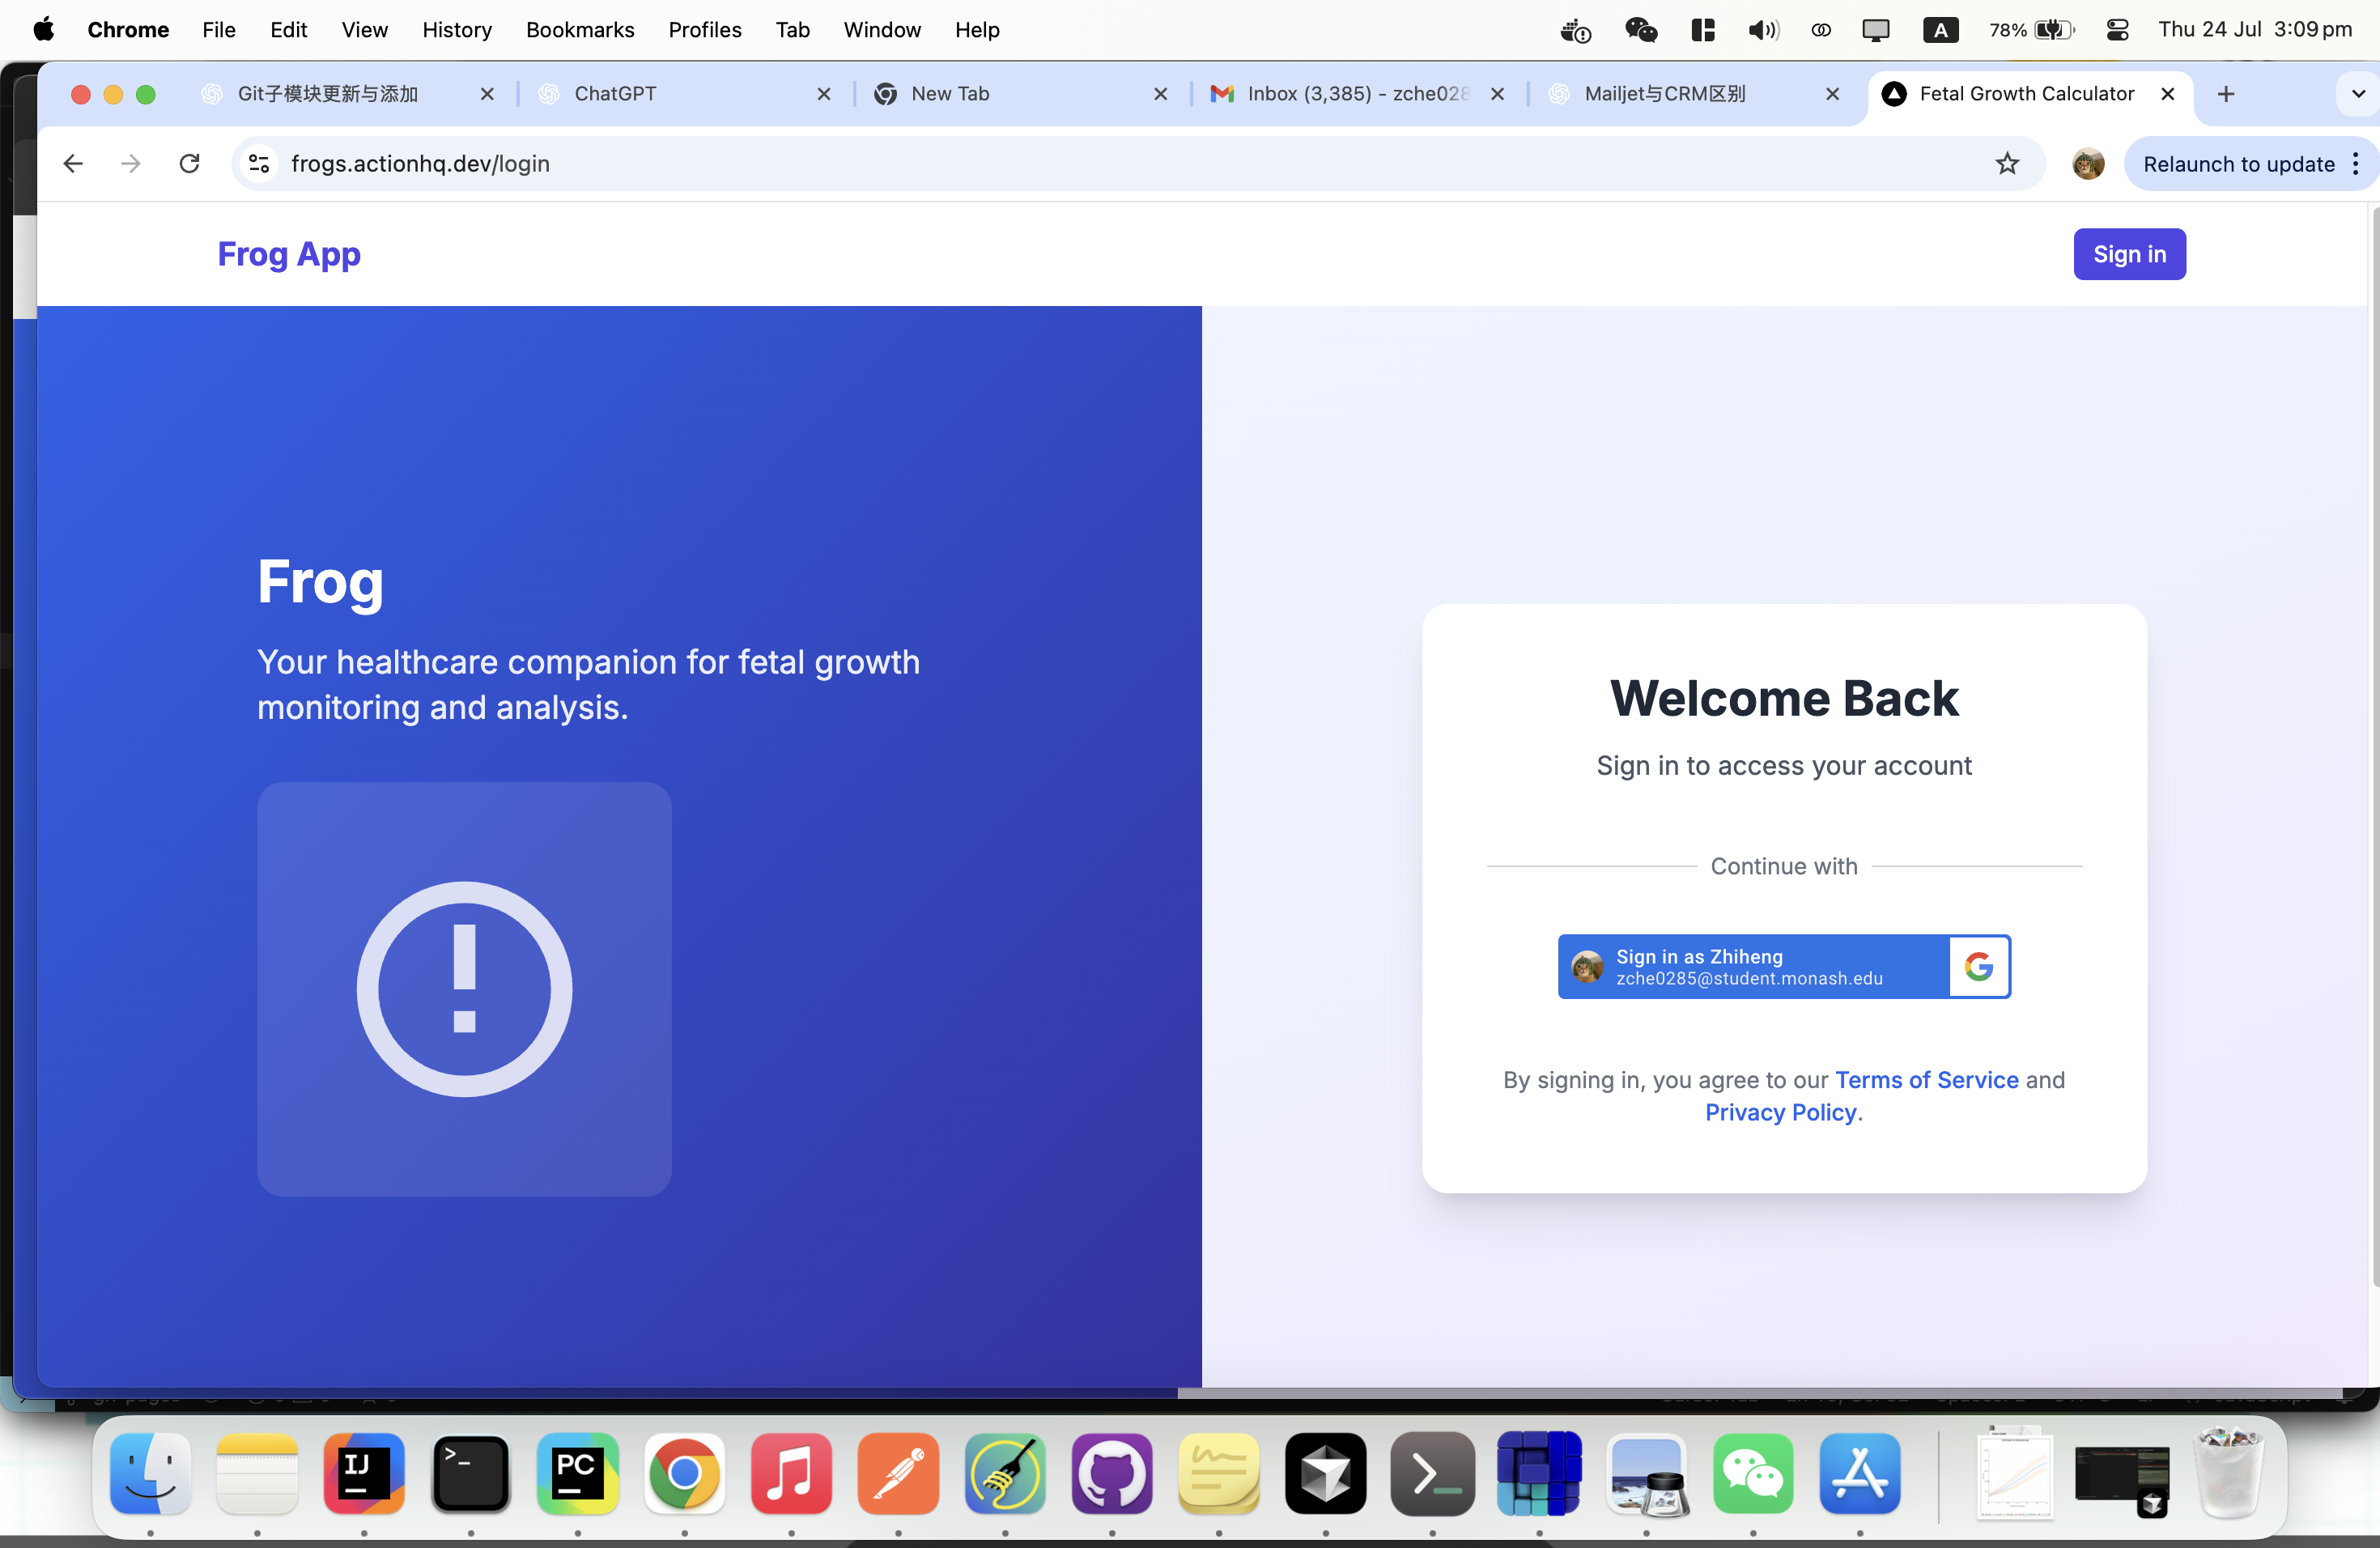 Chrome File Edit View History Bookmarks Profiles Tab Window Help A 78% Thu 24 Jul 3:09 pm
Git子模块更新与添加 ChatGPT New Tab Inbox (3,385) - zche028 Mailjet与CRM区别 Fetal Growth Calculator
frogs.actionhq.dev/login Relaunch to update
Frog App Sign in
Frog
Your healthcare companion for fetal growth
monitoring and analysis.
Welcome Back
Sign in to access your account
Continue with
Sign in as Zhiheng
zche0285@student.monash.edu
By signing in, you agree to our Terms of Service and
Privacy Policy.
IJ PC